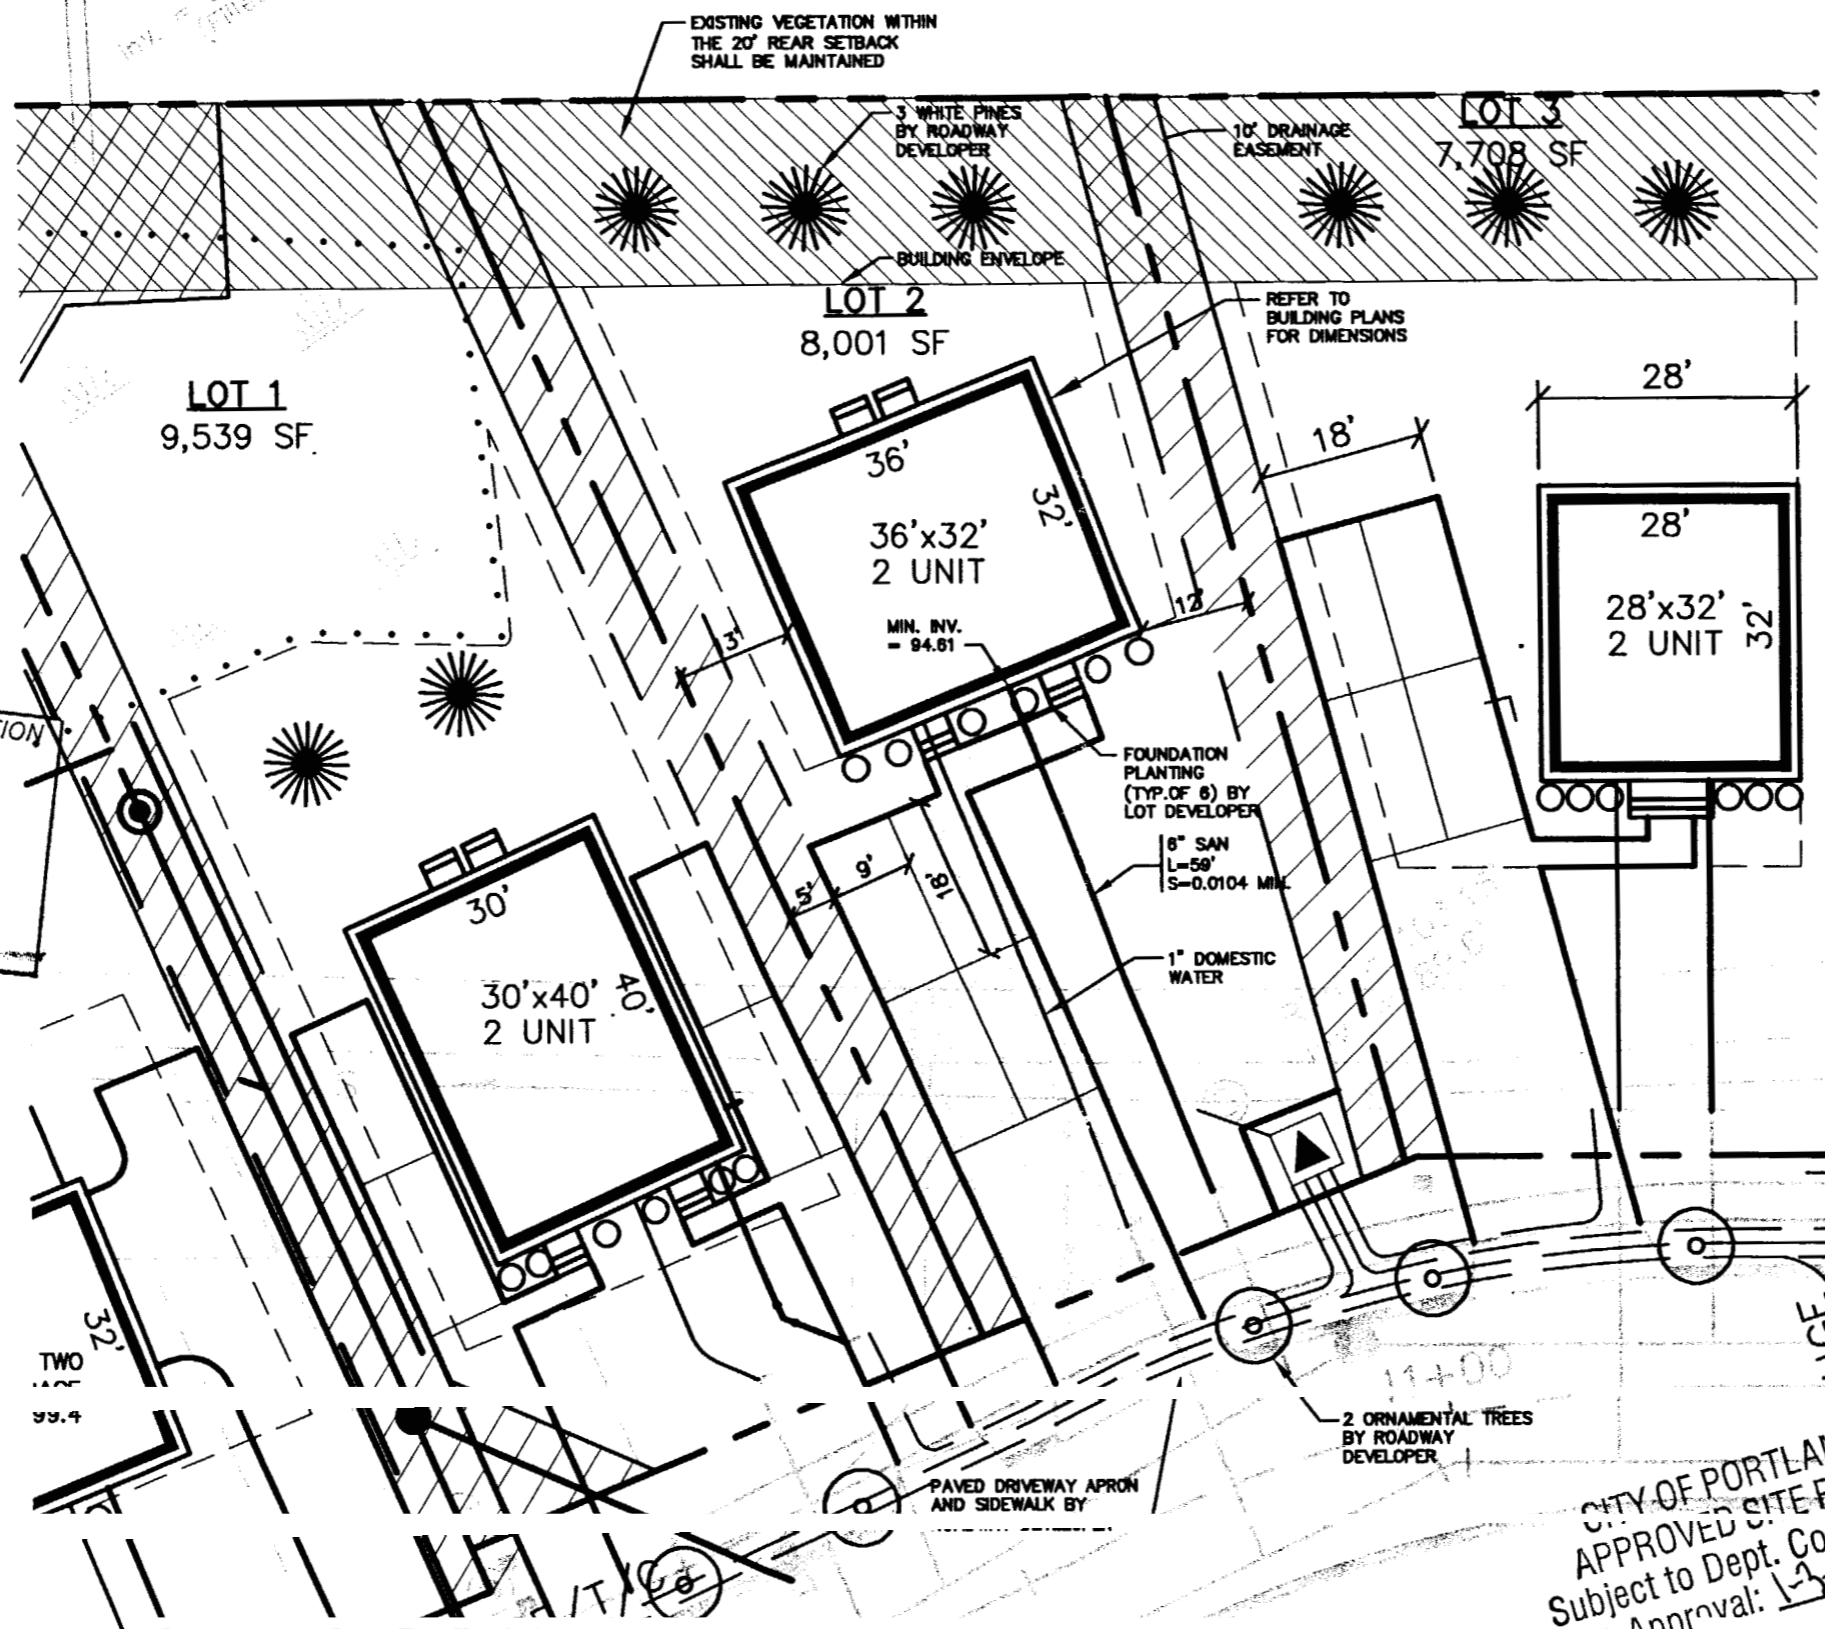 EXISTING VEGETATION WITHIN
THE 20' REAR SETBACK
SHALL BE MAINTAINED
3 WHITE PINES
BY ROADWAY
DEVELOPER
10' DRAINAGE
EASEMENT
LOT 3
7,708 SF
BUILDING ENVELOPE
LOT 2
8,001 SF
REFER TO
BUILDING PLANS
FOR DIMENSIONS
LOT 1
9,539 SF
28'
18'
36'
32'
36'x32'
2 UNIT
28'
28'x32'
2 UNIT
32'
12'
13'
MIN. INV.
= 94.61
FOUNDATION
PLANTING
(TYP.OF 6) BY
LOT DEVELOPER
6" SAN
L=59'
S=0.0104 MIN.
5'
9'
18'
1" DOMESTIC
WATER
30'
30'x40'
2 UNIT
40'
32'
TWO
99.4
11+00
2 ORNAMENTAL TREES
BY ROADWAY
DEVELOPER
PAVED DRIVEWAY APRON
AND SIDEWALK BY
CITY OF PORTLA
APPROVED SITE P
Subject to Dept. Co
Approval: